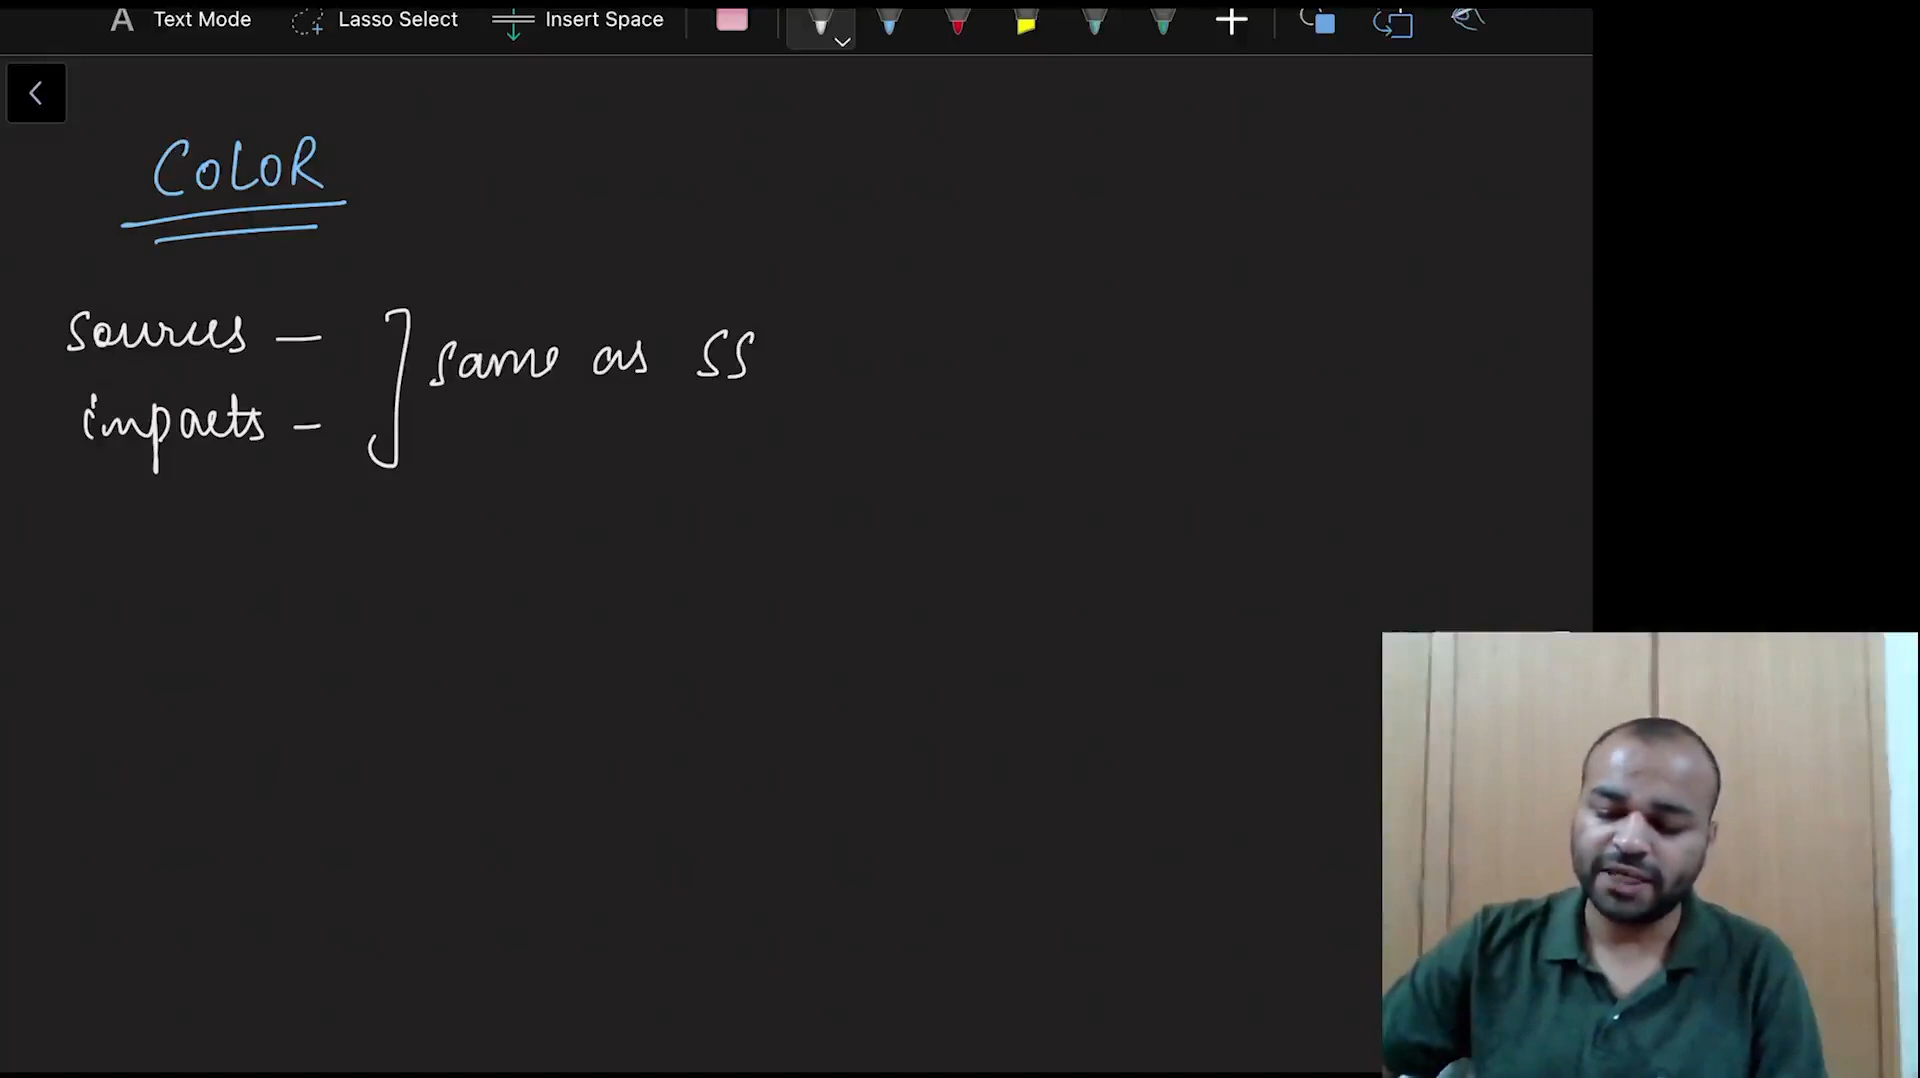 Text Mode Lasso Select Insert Space
COLOR
sources —
impacts —
same as SS